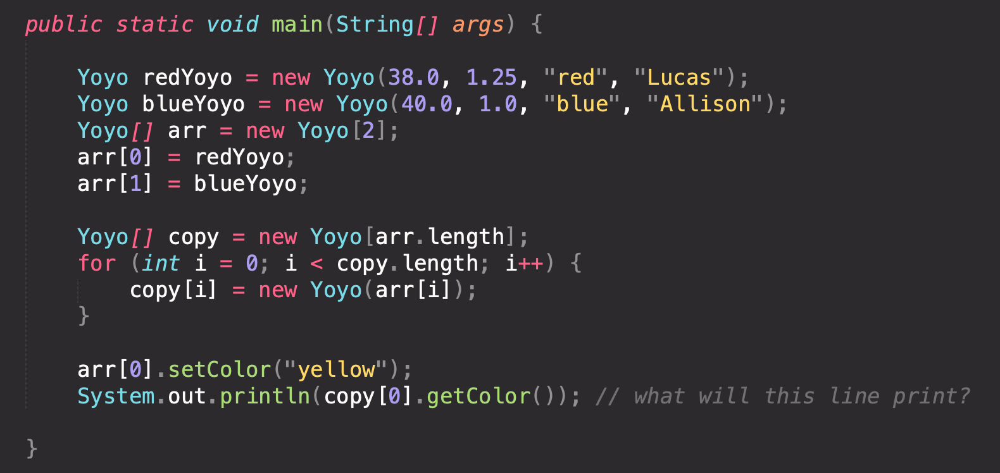 public static void main(String[] args) {
Yoyo redYoyo = new Yoyo(38.0, 1.25, "red", "Lucas");
Yoyo blueYoyo = new Yoyo(40.0, 1.0, "blue", "Allison");
Yoyo[] arr = new Yoyo[2];
arr[0] = redYoyo;
arr[1] = blueYoyo;
Yoyo[] copy = new Yoyo[arr.length];
for (int i = 0; i < copy.length; i++) {
copy[i] = new Yoyo(arr[i]);
}
arr[0].setColor("yellow");
System.out.println(copy[0].getColor()); // what will this line print?
}